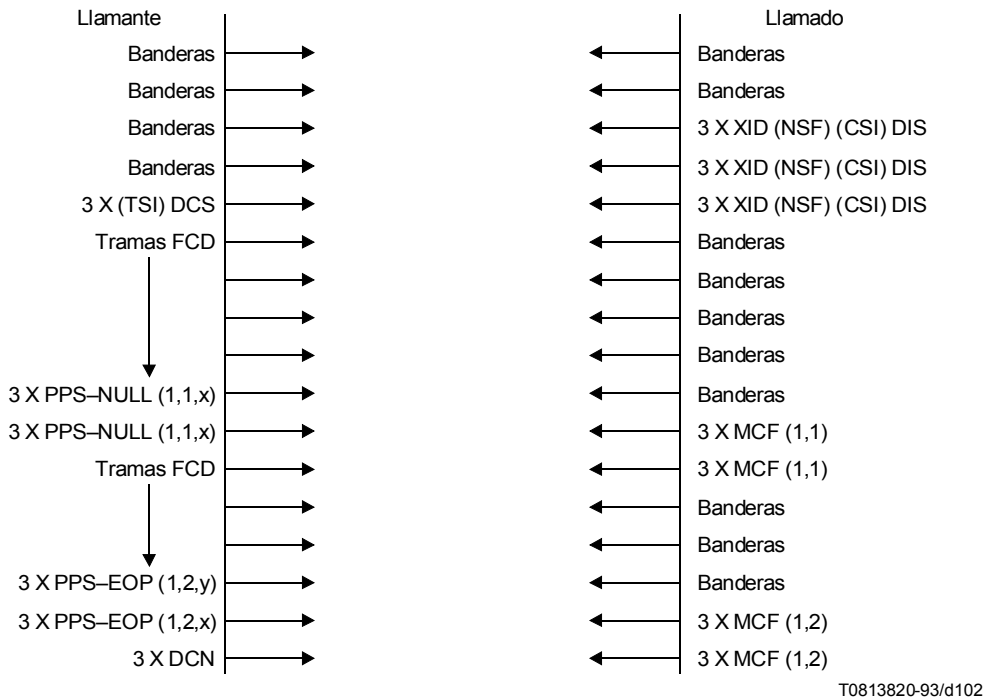 Llamante Llamado
Banderas Banderas
Banderas Banderas
Banderas 3 X XID (NSF) (CSI) DIS
Banderas 3 X XID (NSF) (CSI) DIS
3 X (TSI) DCS 3 X XID (NSF) (CSI) DIS
Tramas FCD Banderas
Banderas
Banderas
Banderas
3 X PPS–NULL (1,1,x) Banderas
3 X PPS–NULL (1,1,x) 3 X MCF (1,1)
Tramas FCD 3 X MCF (1,1)
Banderas
Banderas
3 X PPS–EOP (1,2,y) Banderas
3 X PPS–EOP (1,2,x) 3 X MCF (1,2)
3 X DCN 3 X MCF (1,2)
T0813820-93/d102